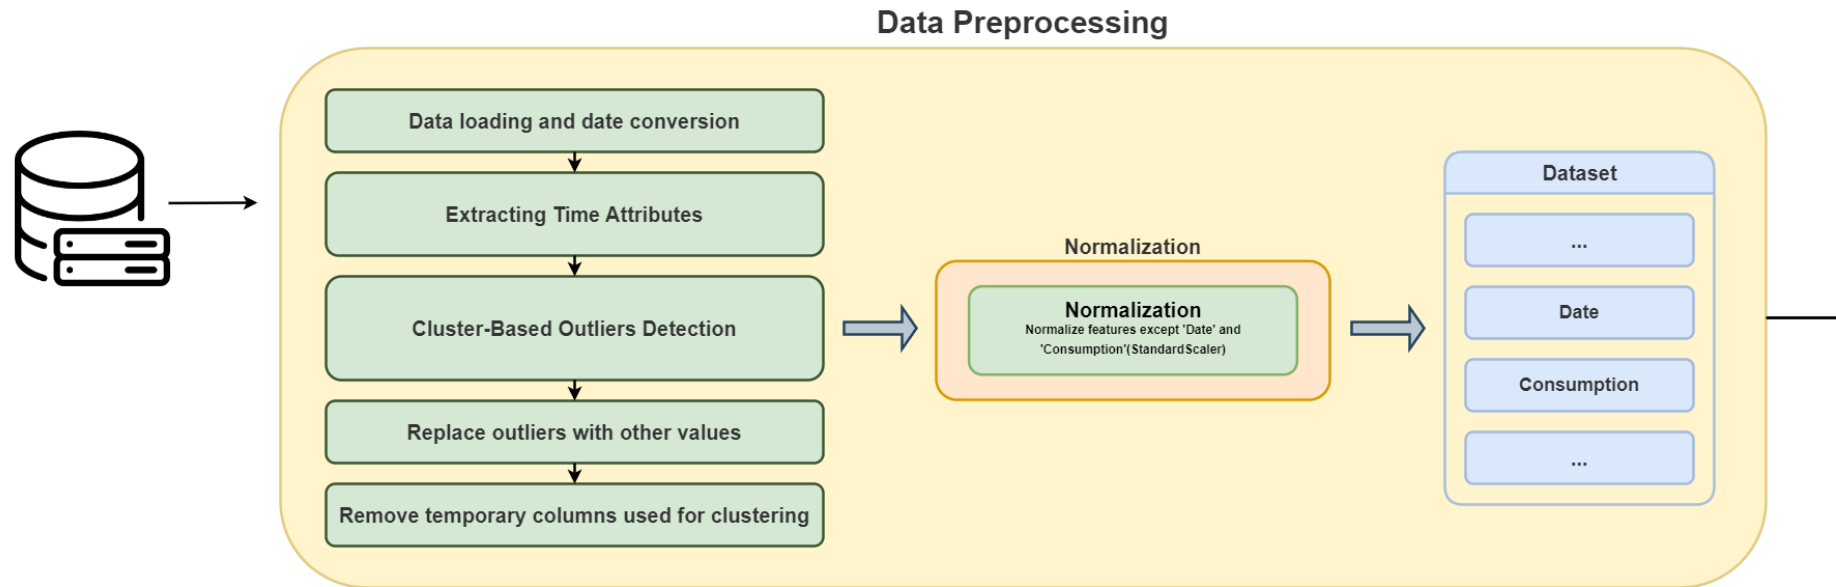 Data Preprocessing
Data loading and date conversion
Extracting Time Attributes
Cluster-Based Outliers Detection
Replace outliers with other values
Remove temporary columns used for clustering
Normalization
Normalization
Normalize features except 'Date' and
'Consumption'(StandardScaler)
Dataset
...
Date
Consumption
...